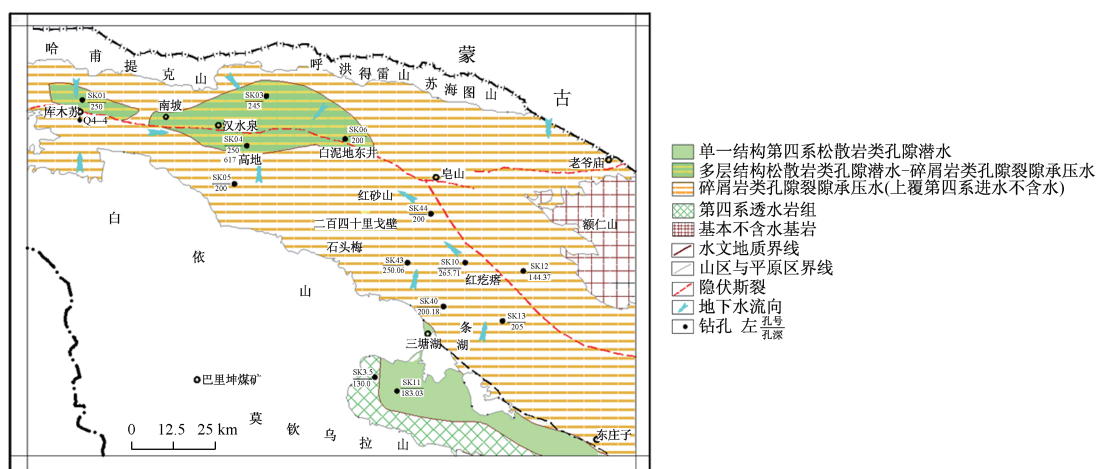 哈甫提克山
呼洪得雷山
苏海图山
蒙古
SK01
250
库木苏
Q4-4
南坡
汉水泉
SK03
245
SK04
250
617
高地
SK06
200
白泥地东井
老爷庙
SK05
200
皂山
红砂山
SK44
200
额仁山
二百四十里戈壁
石头梅
白依山
SK43
250.06
SK10
265.71
红疙瘩
SK12
144.37
SK40
200.18
SK13
205
条湖
三塘湖
SK3.5
130.0
SK11
183.03
巴里坤煤矿
莫钦乌拉山
东庄子
0 12.5 25 km
单一结构第四系松散岩类孔隙潜水
多层结构松散岩类孔隙潜水-碎屑岩类孔隙裂隙承压水
碎屑岩类孔隙裂隙承压水(上覆第四系进水不含水)
第四系透水岩组
基本不含水基岩
水文地质界线
山区与平原区界线
隐伏斯裂
地下水流向
钻孔 左 孔号
孔深